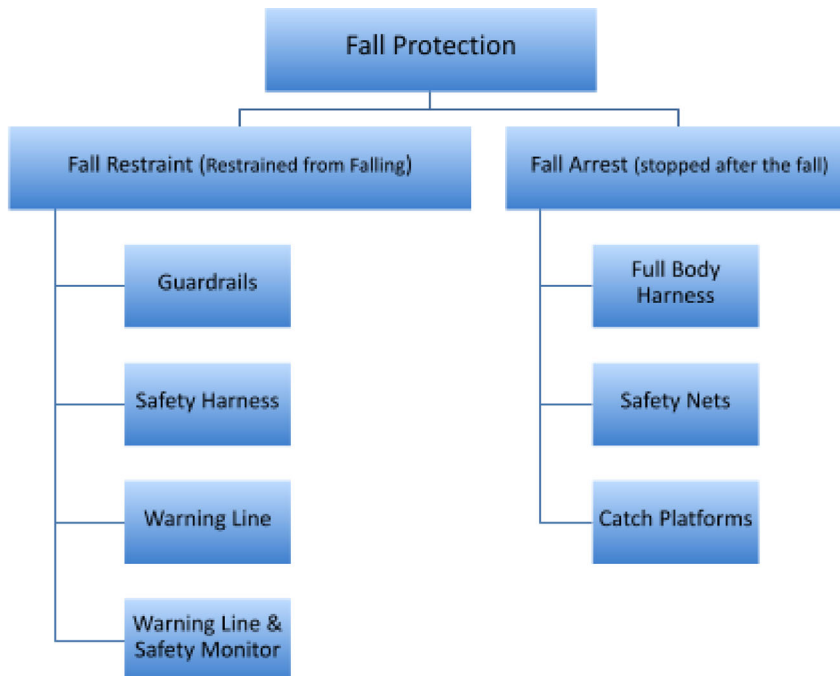 Fall Protection
Fall Restraint (Restrained from Falling)
Fall Arrest (stopped after the fall)
Guardrails
Safety Harness
Warning Line
Warning Line &
Safety Monitor
Full Body
Harness
Safety Nets
Catch Platforms